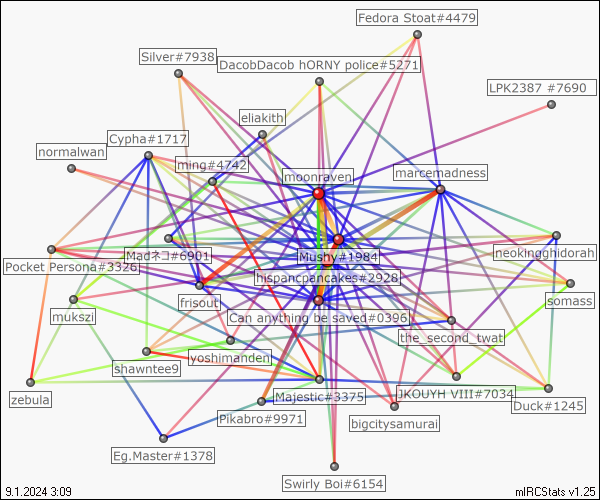 Fedora Stoat#4479
Silver#7938
DacobDacob hORNY police#5271
LPK2387 #7690
eliakith
Cypha#1717
normalwan
ming#4742
marcemadness
moonraven
Madネコ#6901
Mushy#1984
neokingghidorah
Pocket Persona#3326
hispancpancakes#2928
frisout
somass
mukszi
Can anything be saved#0396
the_second_twat
yoshimanden
shawntee9
zebula
Majestic#3375
JKOUYH VIII#7034
Duck#1245
Pikabro#9971
bigcitysamurai
Eg.Master#1378
Swirly Boi#6154
9.1.2024 3:09
mIRCStats v1.25